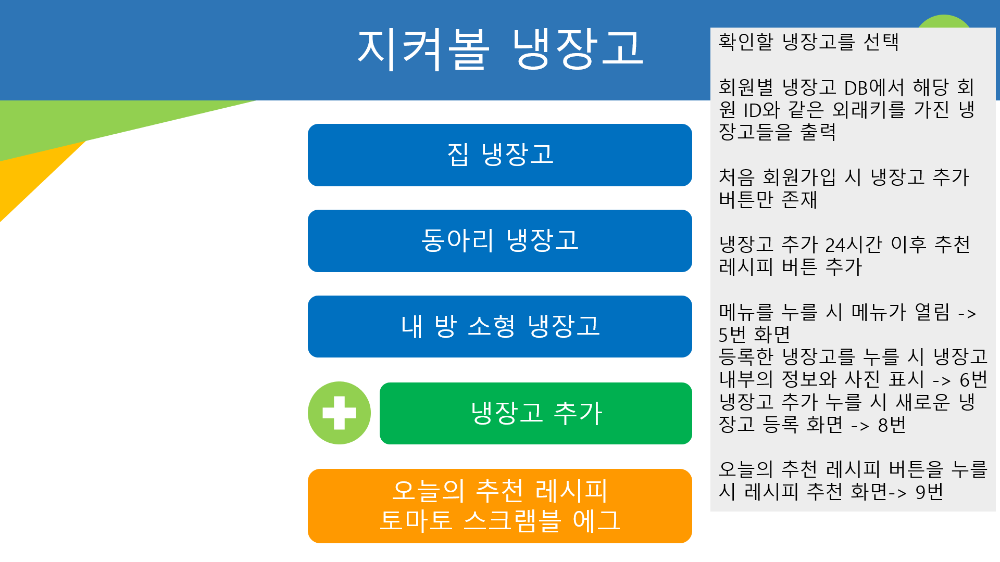 지켜볼 냉장고
집 냉장고
동아리 냉장고
내 방 소형 냉장고
냉장고 추가
오늘의 추천 레시피
토마토 스크램블 에그
확인할 냉장고를 선택
회원별 냉장고 DB에서 해당 회
원 ID와 같은 외래키를 가진 냉
장고들을 출력
처음 회원가입 시 냉장고 추가
버튼만 존재
냉장고 추가 24시간 이후 추천
레시피 버튼 추가
메뉴를 누를 시 메뉴가 열림 ->
5번 화면
등록한 냉장고를 누를 시 냉장고
내부의 정보와 사진 표시 -> 6번
냉장고 추가 누를 시 새로운 냉
장고 등록 화면 -> 8번
오늘의 추천 레시피 버튼을 누를
시 레시피 추천 화면-> 9번